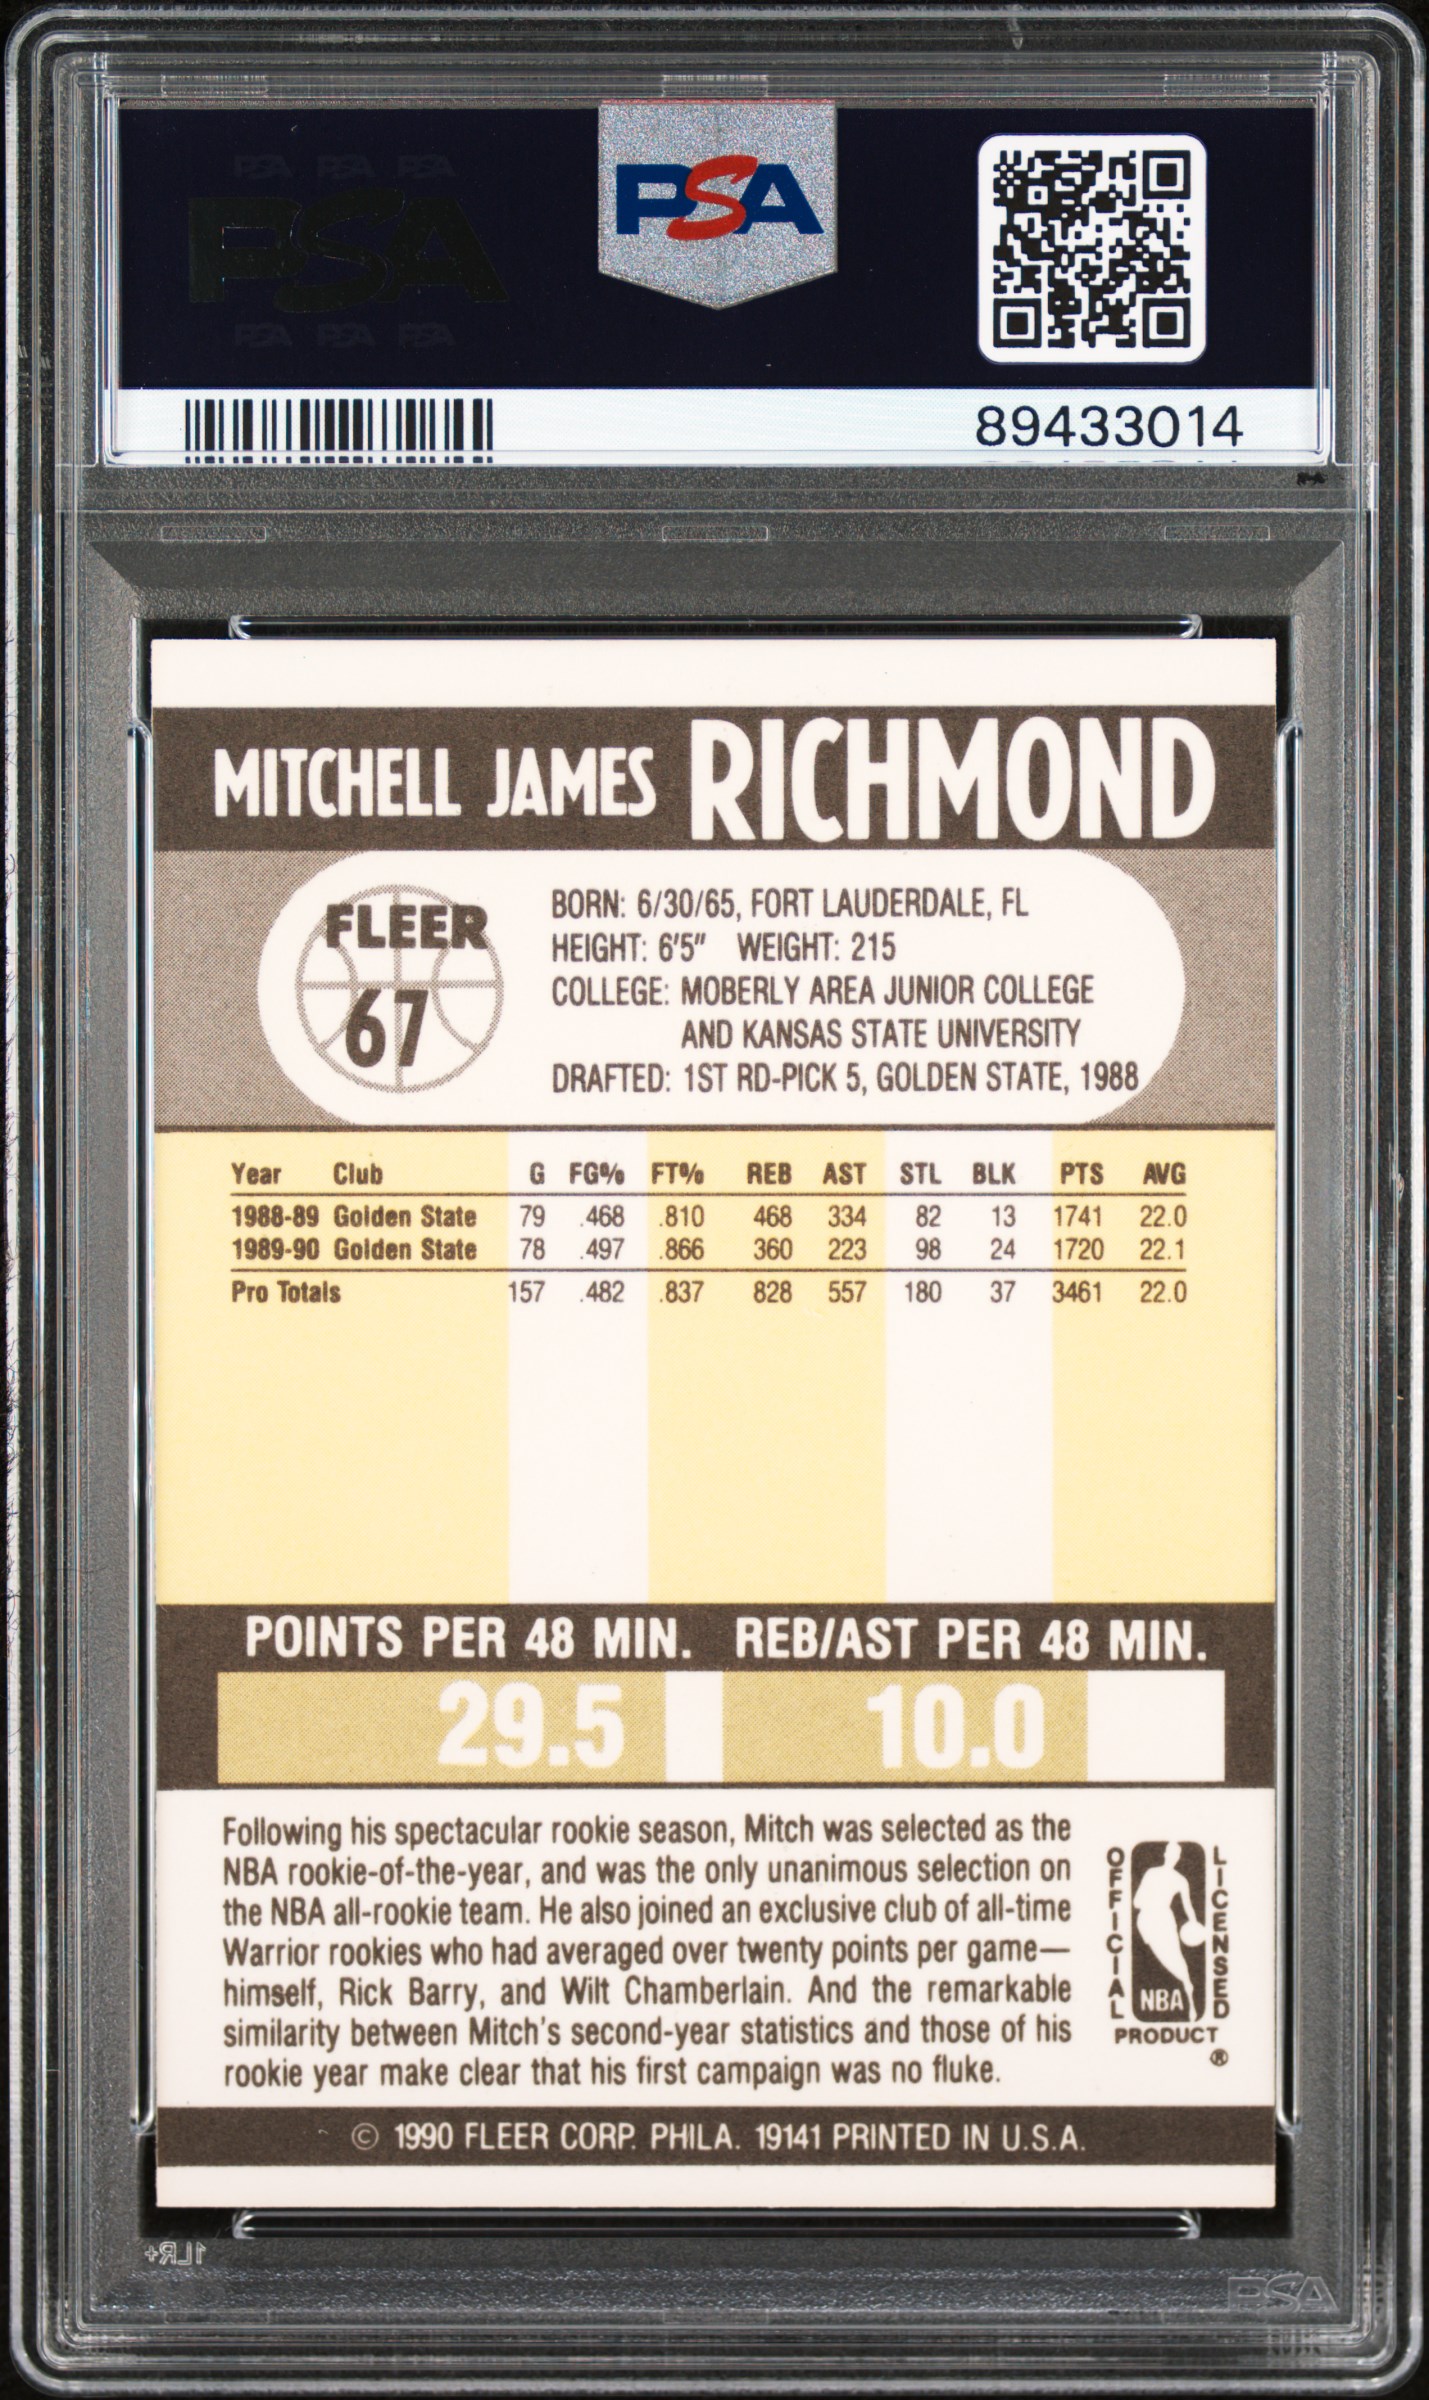 PSA PSA PSA
PSA
PSA PSA PSA
PSA
89433014
MITCHELL JAMES RICHMOND
FLEER
67
BORN: 6/30/65, FORT LAUDERDALE, FL
HEIGHT: 6'5" WEIGHT: 215
COLLEGE: MOBERLY AREA JUNIOR COLLEGE
AND KANSAS STATE UNIVERSITY
DRAFTED: 1ST RD-PICK 5, GOLDEN STATE, 1988
Year Club G FG% FT% REB AST STL BLK PTS AVG
1988-89 Golden State 79 .468 .810 468 334 82 13 1741 22.0
1989-90 Golden State 78 .497 .866 360 223 98 24 1720 22.1
Pro Totals 157 .482 .837 828 557 180 37 3461 22.0
POINTS PER 48 MIN. REB/AST PER 48 MIN.
29.5 10.0
Following his spectacular rookie season, Mitch was selected as the
NBA rookie-of-the-year, and was the only unanimous selection on
the NBA all-rookie team. He also joined an exclusive club of all-time
Warrior rookies who had averaged over twenty points per game—
himself, Rick Barry, and Wilt Chamberlain. And the remarkable
similarity between Mitch's second-year statistics and those of his
rookie year make clear that his first campaign was no fluke.
OFFICIAL LICENSED
NBA
PRODUCT
®
© 1990 FLEER CORP. PHILA. 19141 PRINTED IN U.S.A.
1LR+
PSA